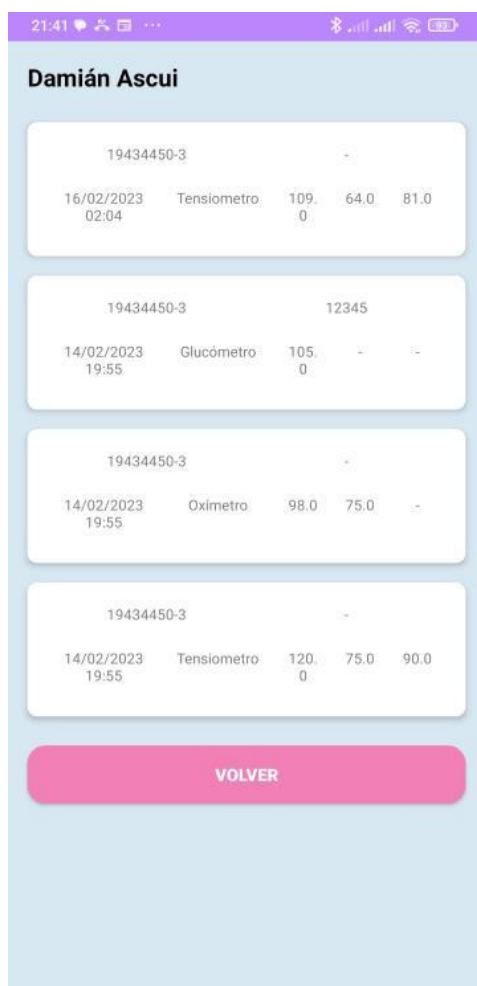 21:41 ··· 93
Damián Ascui
19434450-3 -
16/02/2023 Tensiometro 109. 64.0 81.0
02:04 0
19434450-3 12345
14/02/2023 Glucómetro 105. - -
19:55 0
19434450-3 -
14/02/2023 Oxímetro 98.0 75.0 -
19:55
19434450-3 -
14/02/2023 Tensiometro 120. 75.0 90.0
19:55 0
VOLVER